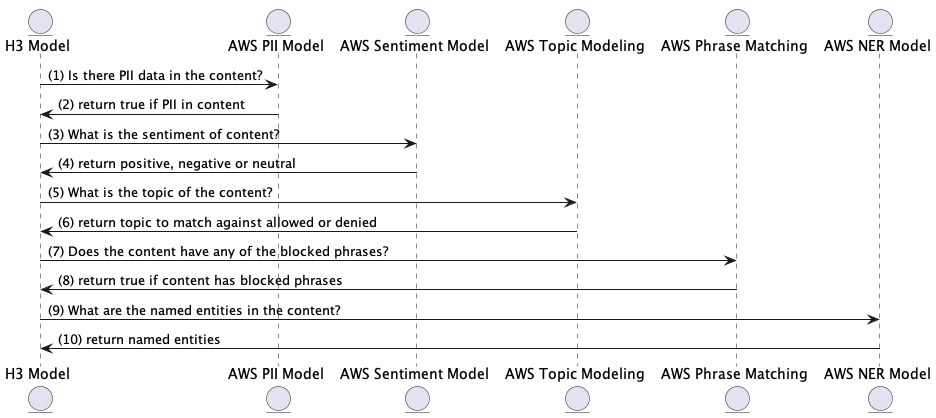 H3 Model AWS PII Model AWS Sentiment Model AWS Topic Modeling AWS Phrase Matching AWS NER Model
(1) Is there PII data in the content?
(2) return true if PII in content
(3) What is the sentiment of content?
(4) return positive, negative or neutral
(5) What is the topic of the content?
(6) return topic to match against allowed or denied
(7) Does the content have any of the blocked phrases?
(8) return true if content has blocked phrases
(9) What are the named entities in the content?
(10) return named entities
H3 Model AWS PII Model AWS Sentiment Model AWS Topic Modeling AWS Phrase Matching AWS NER Model